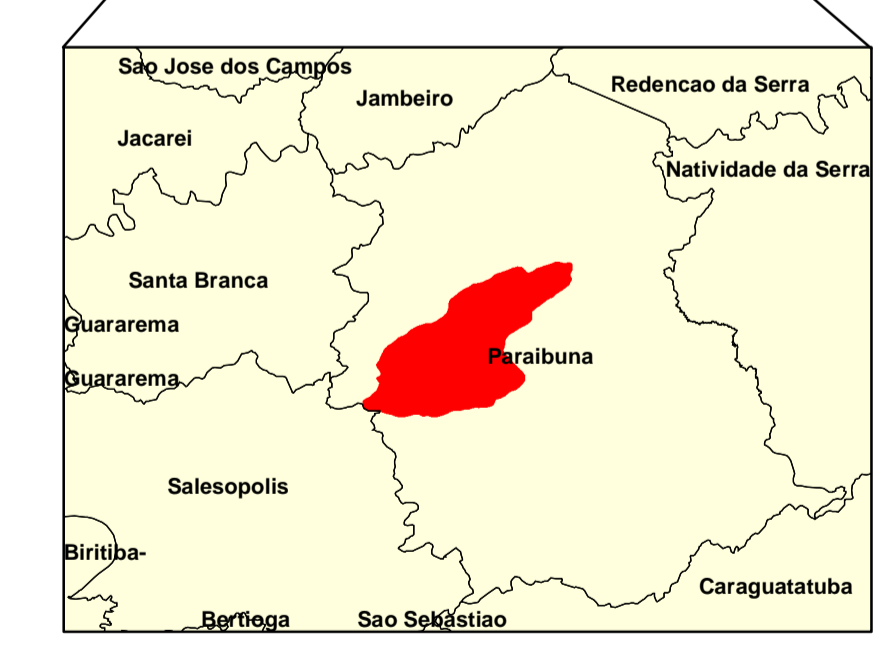 Sao Jose dos Campos
Redencao da Serra
Jambeiro
Jacarei
Natividade da Serra
Santa Branca
Guararema
Paraibuna
Guararema
Salesopolis
Biritiba-
Caraguatatuba
Bertioga
Sao Sebastiao